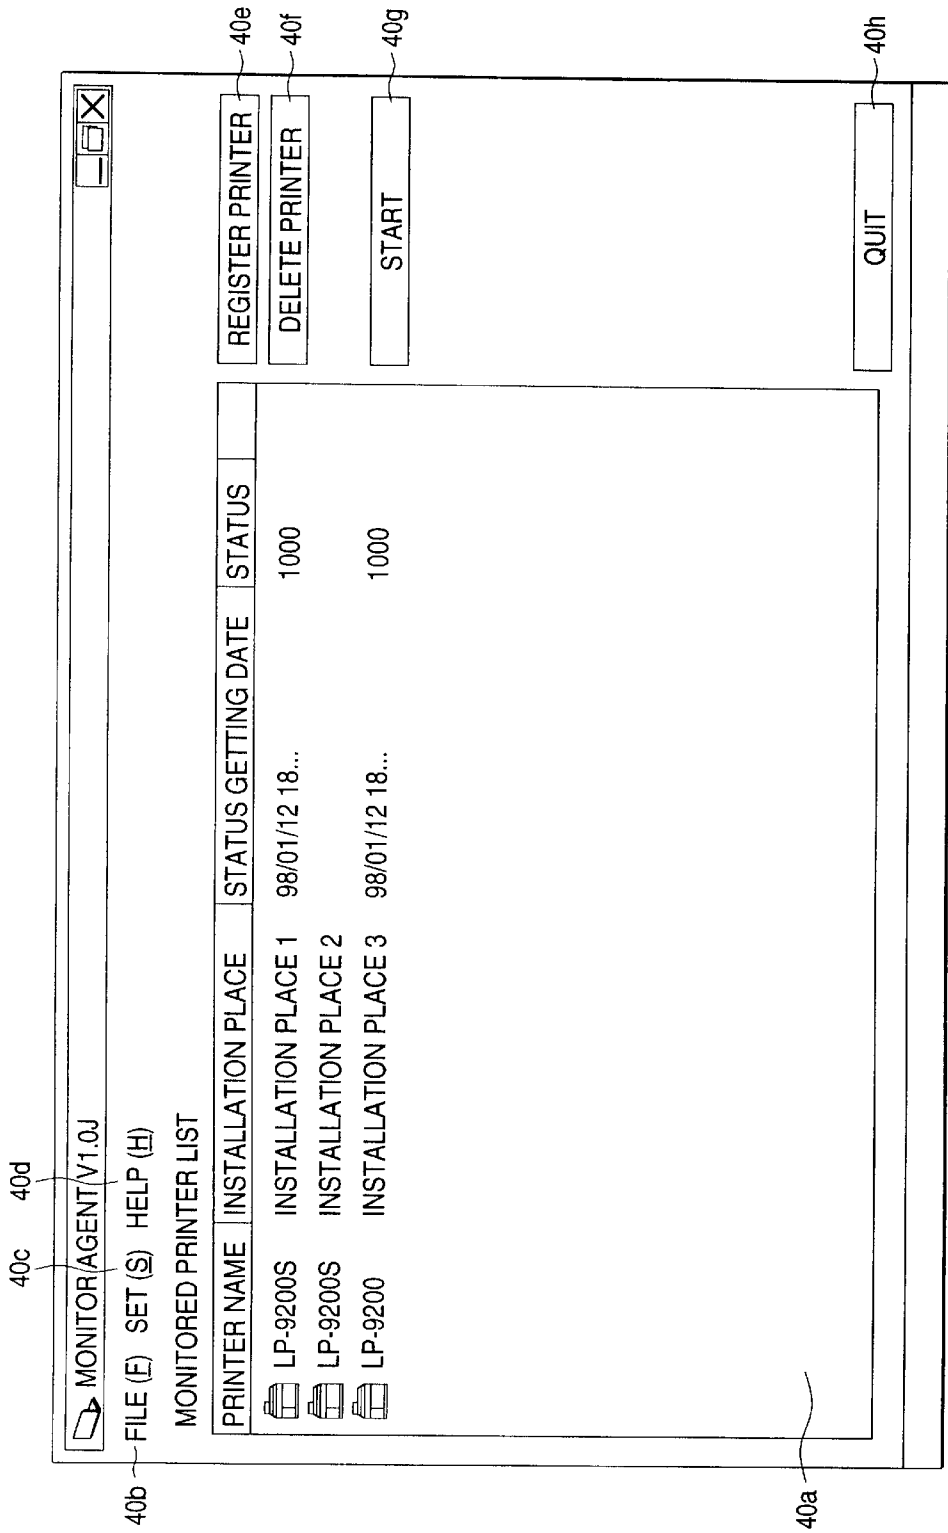 40c 40d
MONITOR AGENT V1.0J
40b FILE (F) SET (S) HELP (H)
MONITORED PRINTER LIST
PRINTER NAME INSTALLATION PLACE STATUS GETTING DATE STATUS
LP-9200S INSTALLATION PLACE 1 98/01/12 18... 1000
LP-9200S INSTALLATION PLACE 2
LP-9200 INSTALLATION PLACE 3 98/01/12 18... 1000
REGISTER PRINTER 40e
DELETE PRINTER 40f
START 40g
QUIT 40h
40a